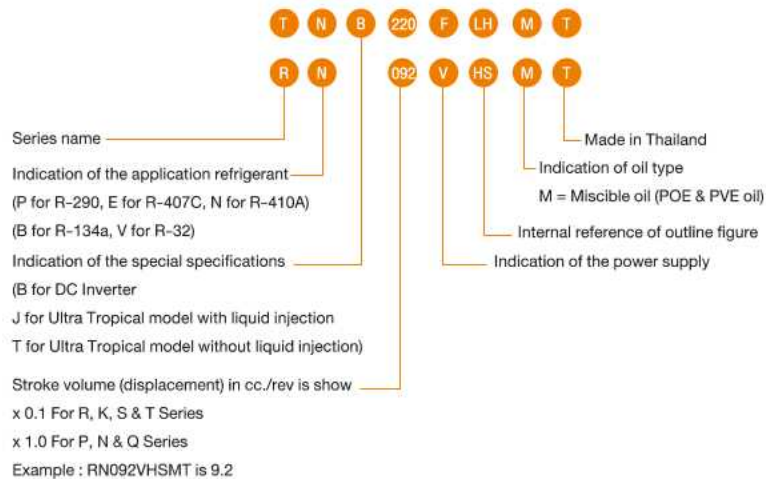 T N B 220 F LH M T
R N 092 V HS M T
Series name
Made in Thailand
Indication of the application refrigerant
Indication of oil type
(P for R-290, E for R-407C, N for R-410A)
M = Miscible oil (POE & PVE oil)
(B for R-134a, V for R-32)
Internal reference of outline figure
Indication of the special specifications
Indication of the power supply
(B for DC Inverter
J for Ultra Tropical model with liquid injection
T for Ultra Tropical model without liquid injection)
Stroke volume (displacement) in cc./rev is show
x 0.1 For R, K, S & T Series
x 1.0 For P, N & Q Series
Example : RN092VHSMT is 9.2